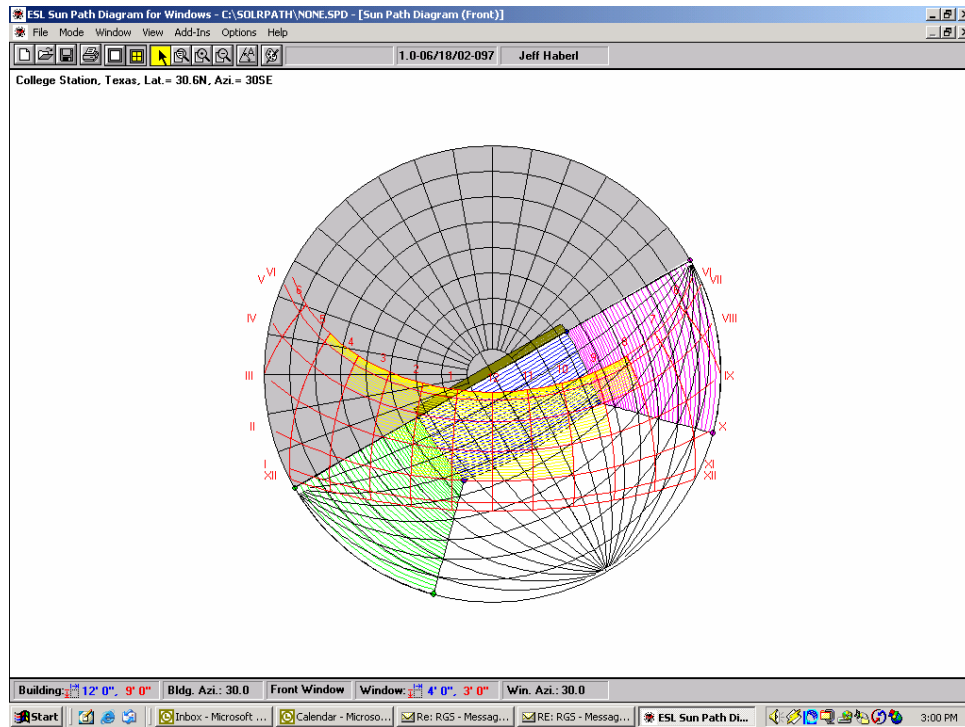 ESL Sun Path Diagram for Windows - C:\SOLRPATH\NONE.SPD - [Sun Path Diagram (Front)]
File Mode Window View Add-Ins Options Help
1.0-06/18/02-097 Jeff Haberl
College Station, Texas, Lat.= 30.6N, Azi.= 30SE
VI VI
V VII
IV VIII
III IX
II X
I XI
XII XII
6 5 4 3 2 1 12 11 10 9 8 7 6
Building: 12' 0", 9' 0" Bldg. Azi.: 30.0 Front Window Window: 4' 0", 3' 0" Win. Azi.: 30.0
Start Inbox - Microsoft ... Calendar - Microso... Re: RG5 - Messag... RE: RG5 - Messag... ESL Sun Path Di... 3:00 PM